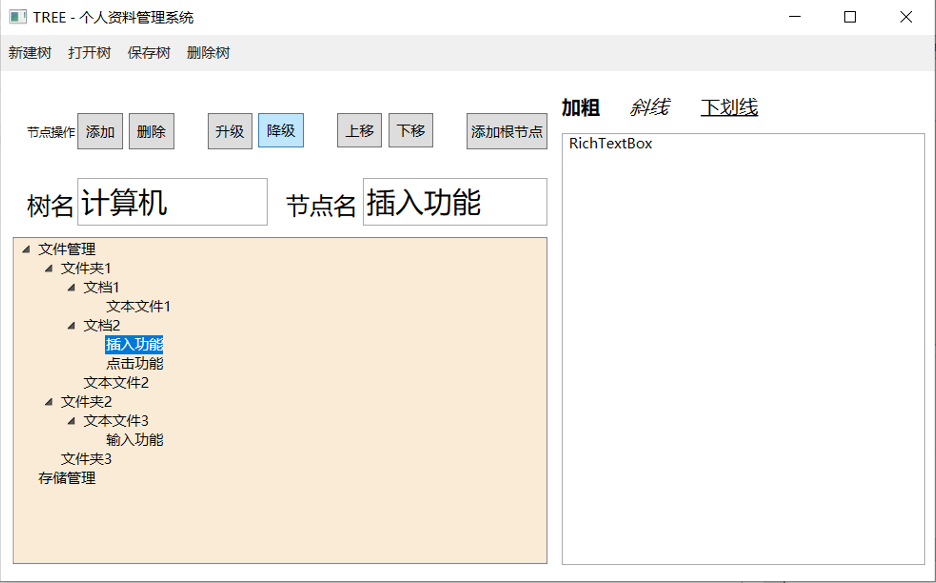 TREE - 个人资料管理系统
新建树 打开树 保存树 删除树
节点操作 添加 删除 升级 降级 上移 下移 添加根节点
加粗 斜线 下划线
树名 计算机 节点名 插入功能
RichTextBox
文件管理
文件夹1
文档1
文本文件1
文档2
插入功能
点击功能
文本文件2
文件夹2
文本文件3
输入功能
文件夹3
存储管理